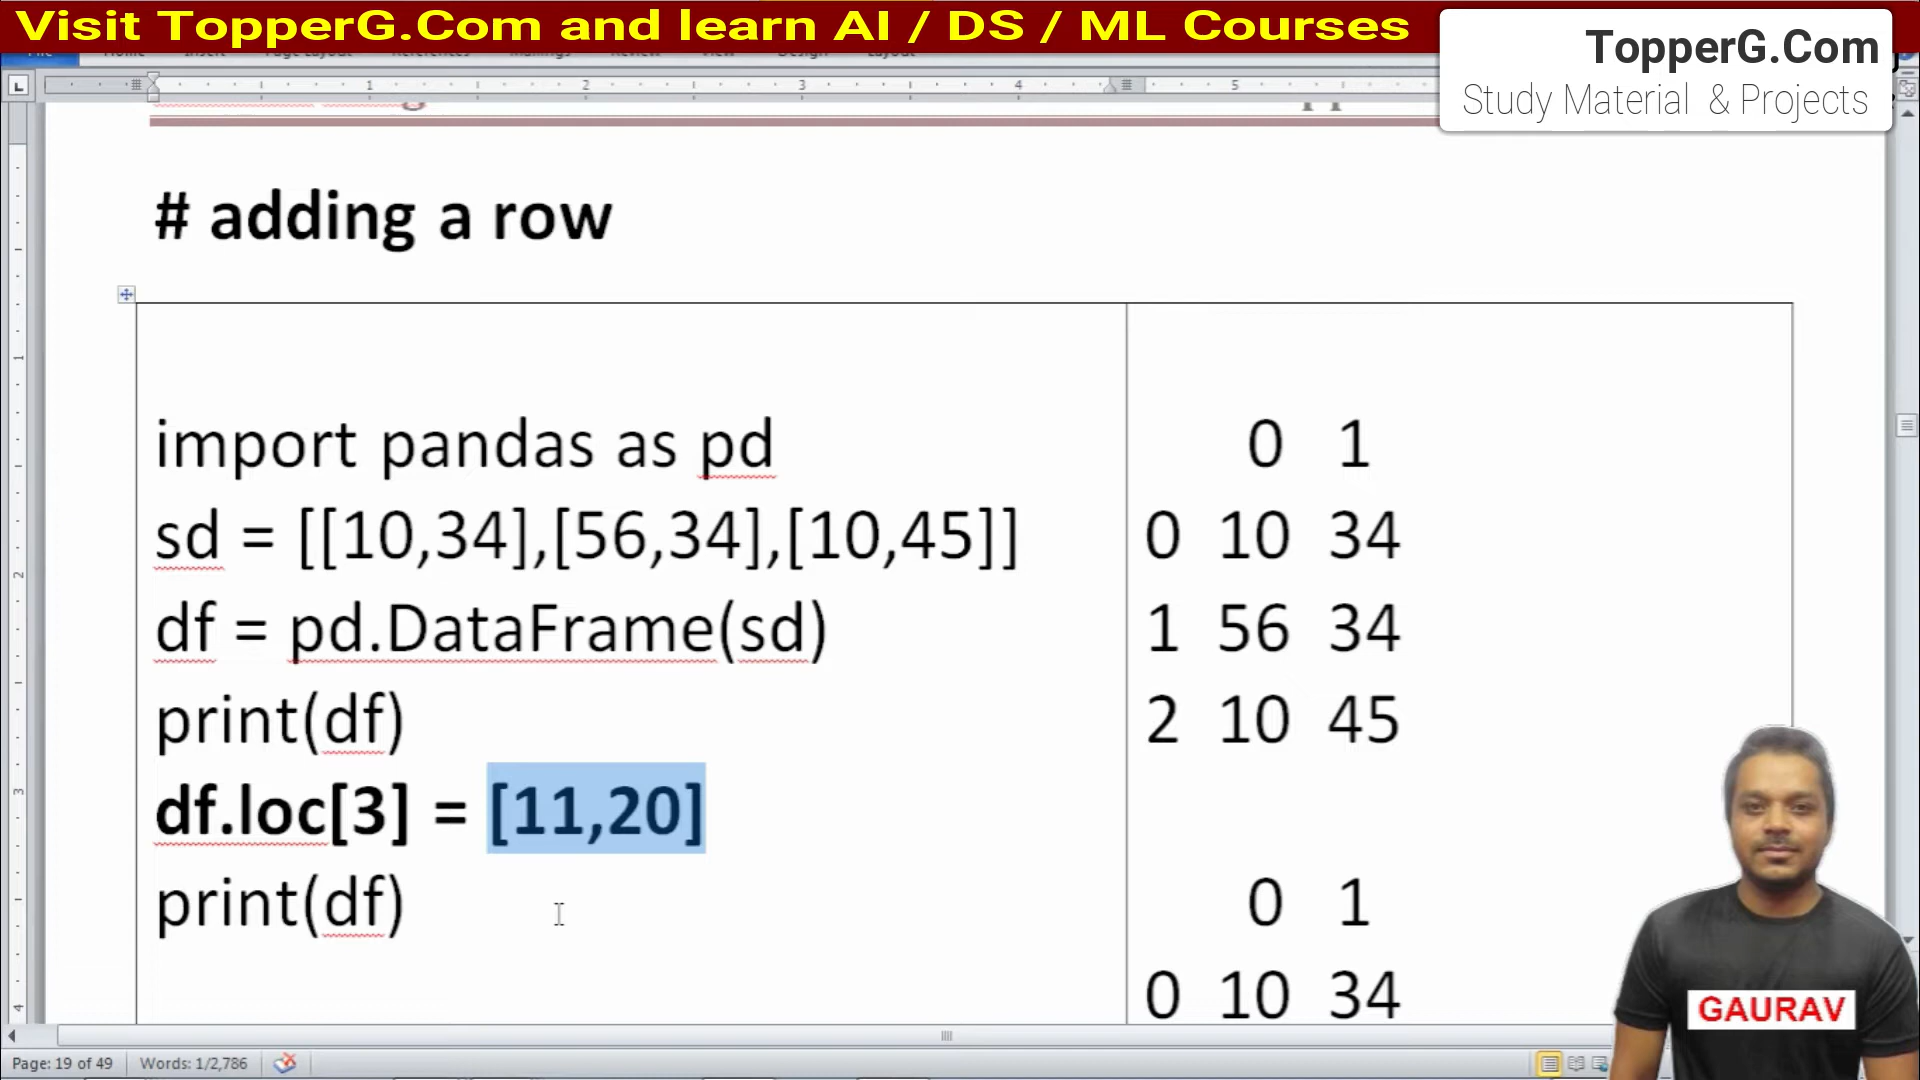 Visit TopperG.Com and learn AI / DS / ML Courses
TopperG.Com
Study Material & Projects
# adding a row
import pandas as pd
sd = [[10,34],[56,34],[10,45]]
df = pd.DataFrame(sd)
print(df)
df.loc[3] = [11,20]
print(df)
0 1
0 10 34
1 56 34
2 10 45
0 1
0 10 34
GAURAV
Page: 19 of 49
Words: 1/2,786